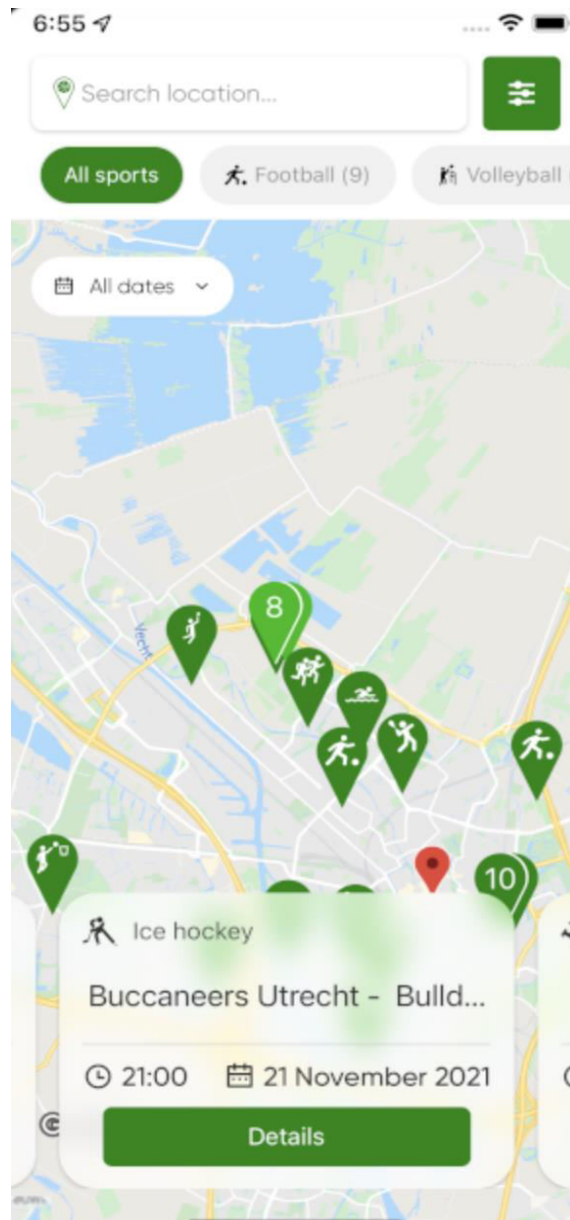 6:55
Search location...
All sports
Football (9)
Volleyball
All dates
8
Vecht
10
Ice hockey
Buccaneers Utrecht - Bulld...
21:00
21 November 2021
Details